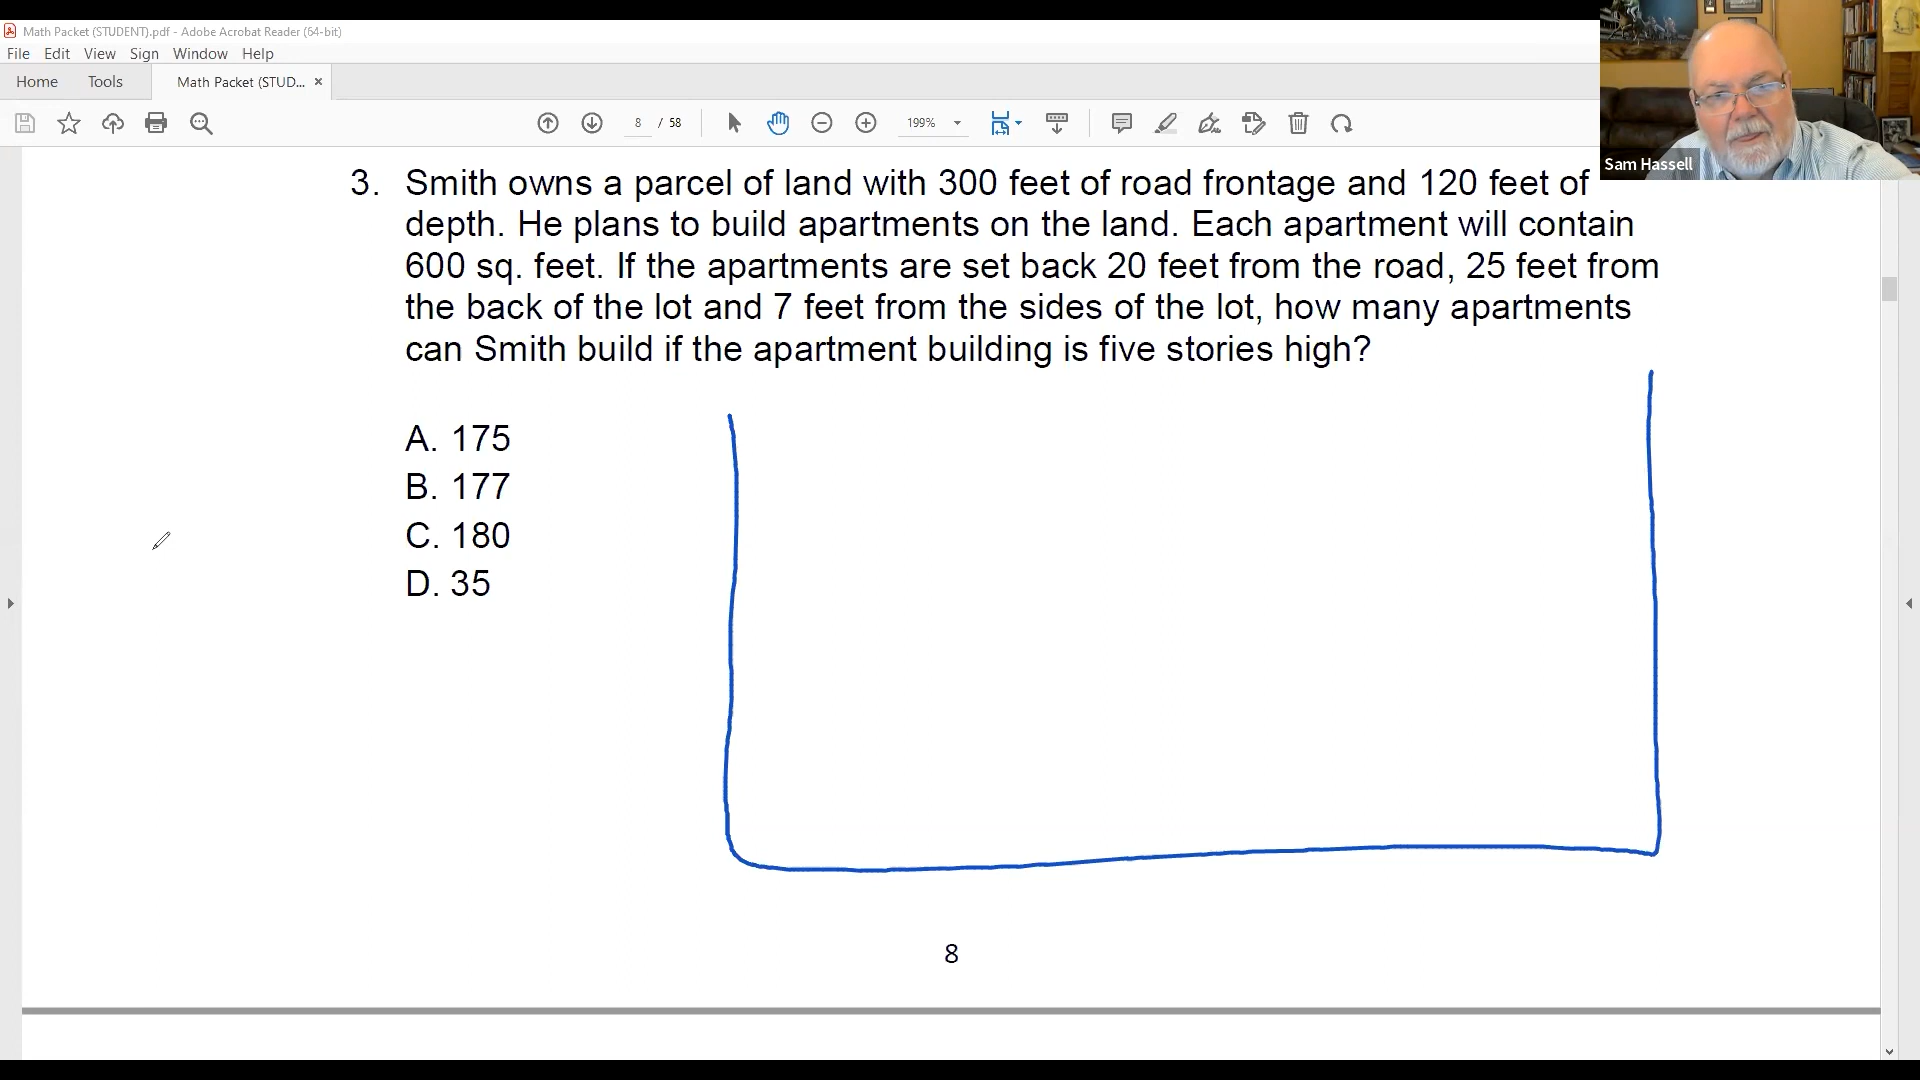 Math Packet (STUDENT).pdf - Adobe Acrobat Reader (64-bit)
File Edit View Sign Window Help
Home Tools Math Packet (STUD... ×
8 / 58 199%
Sam Hassell
3. Smith owns a parcel of land with 300 feet of road frontage and 120 feet of
depth. He plans to build apartments on the land. Each apartment will contain
600 sq. feet. If the apartments are set back 20 feet from the road, 25 feet from
the back of the lot and 7 feet from the sides of the lot, how many apartments
can Smith build if the apartment building is five stories high?
A. 175
B. 177
C. 180
D. 35
8